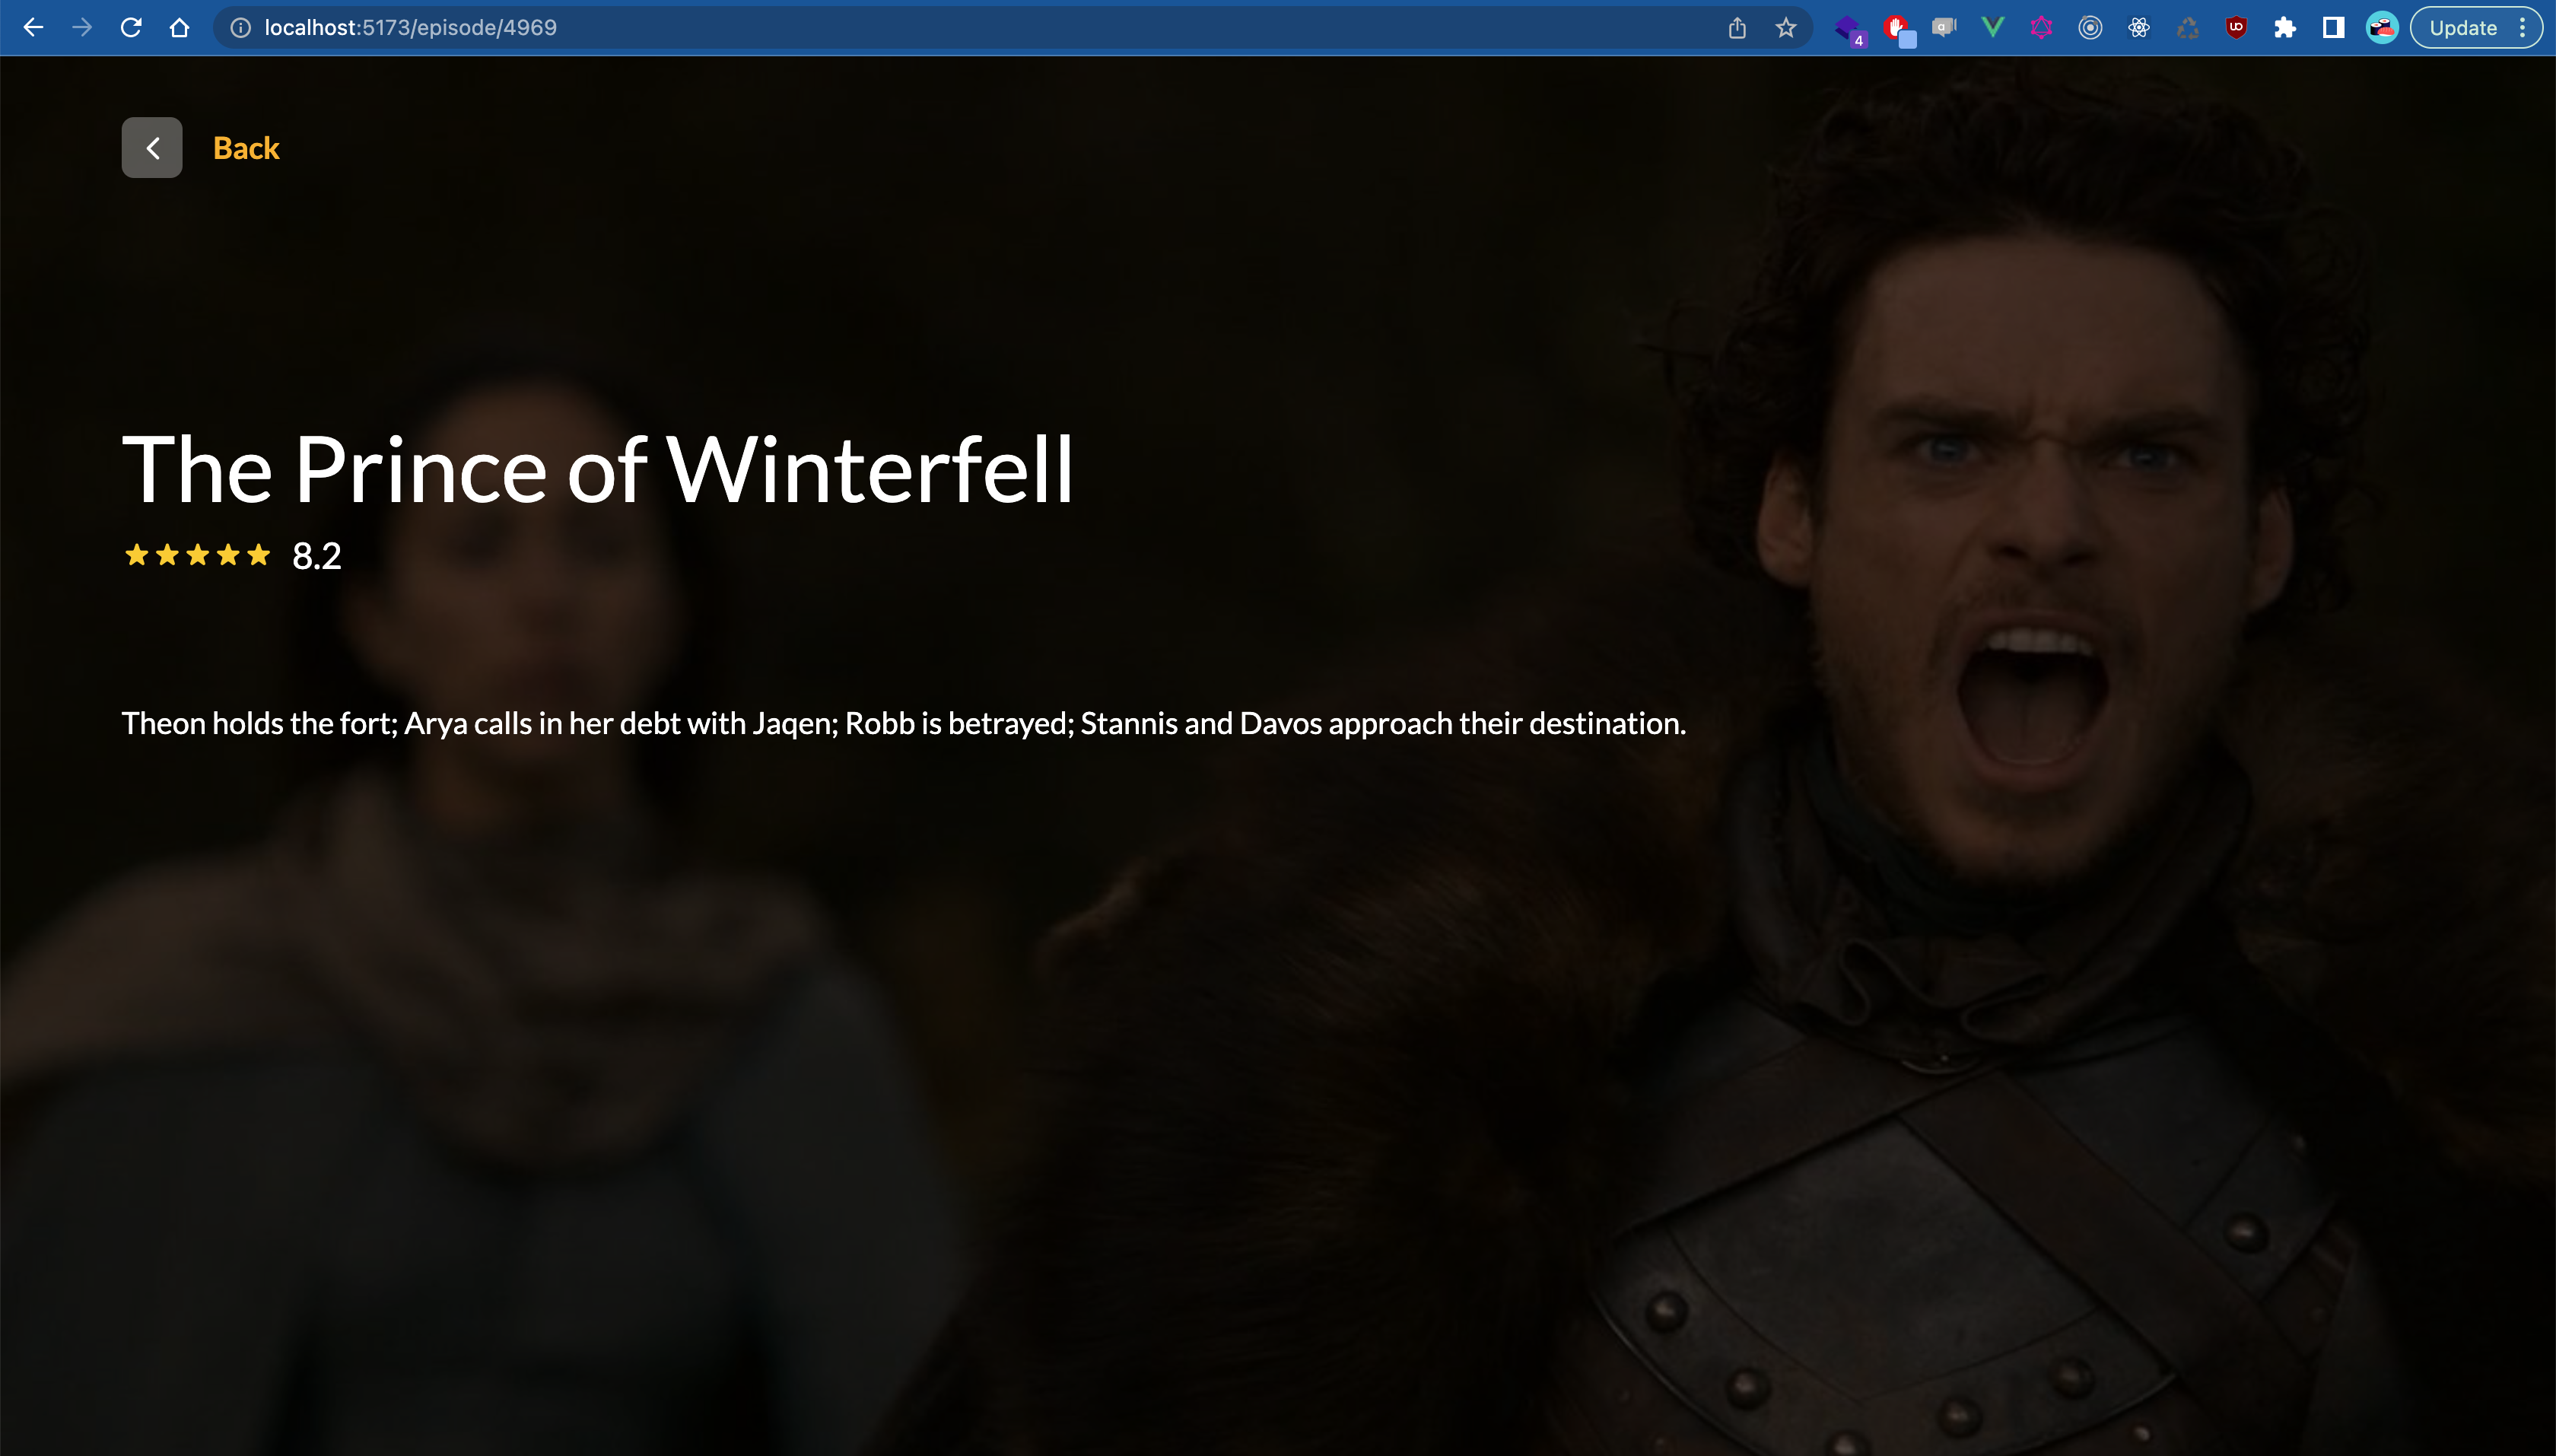 localhost:5173/episode/4969
4
a
Update
Back
The Prince of Winterfell
8.2
Theon holds the fort; Arya calls in her debt with Jaqen; Robb is betrayed; Stannis and Davos approach their destination.